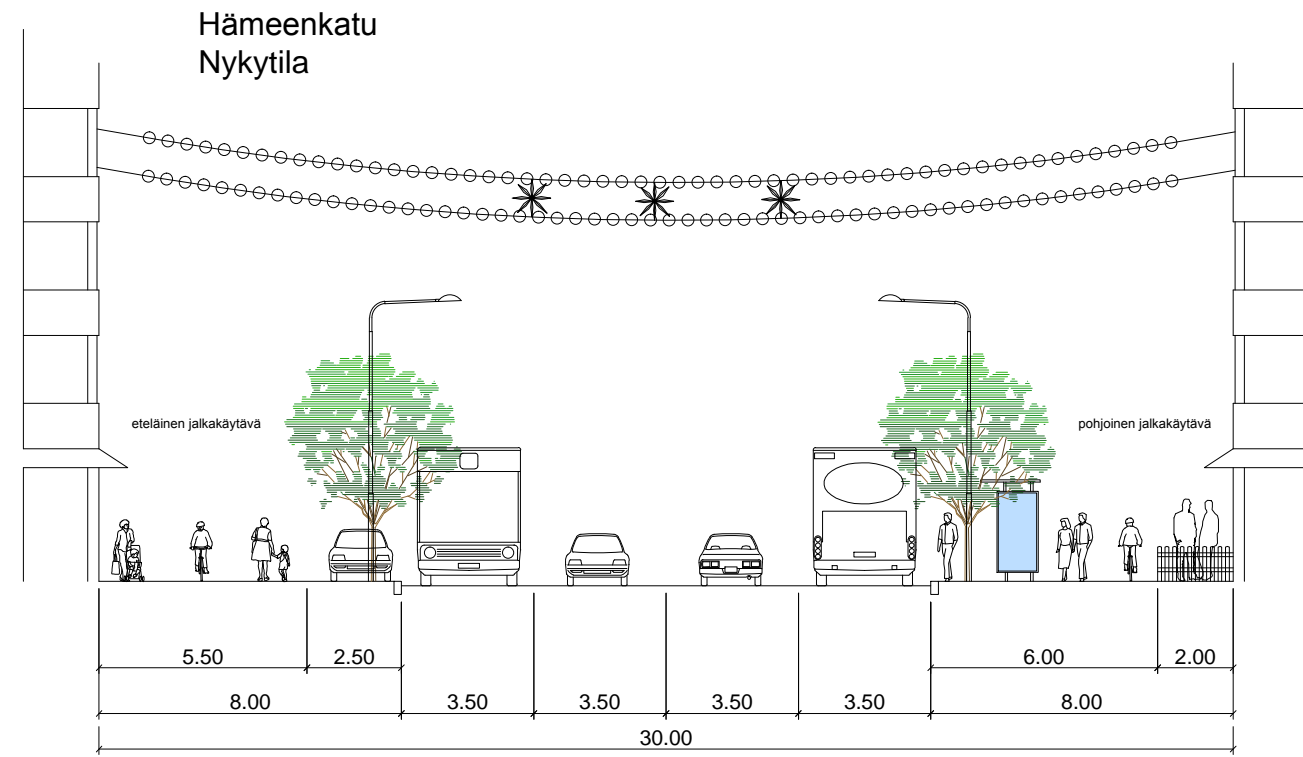 Hämeenkatu
Nykytila
eteläinen jalkakäytävä
pohjoinen jalkakäytävä
5.50 2.50 6.00 2.00
8.00 3.50 3.50 3.50 3.50 8.00
30.00